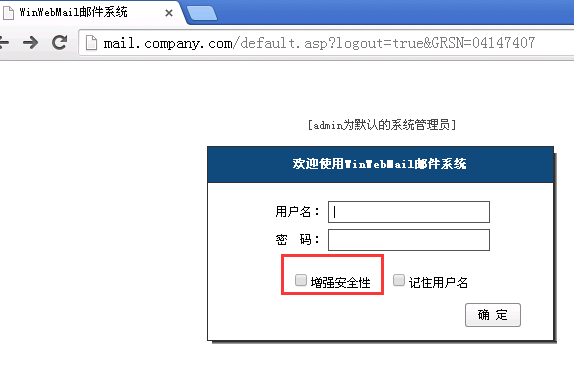 WinWebMail邮件系统
mail.company.com/default.asp?logout=true&GRSN=04147407
[admin为默认的系统管理员]
欢迎使用WinWebMail邮件系统
用户名：
密 码：
增强安全性 记住用户名
确 定